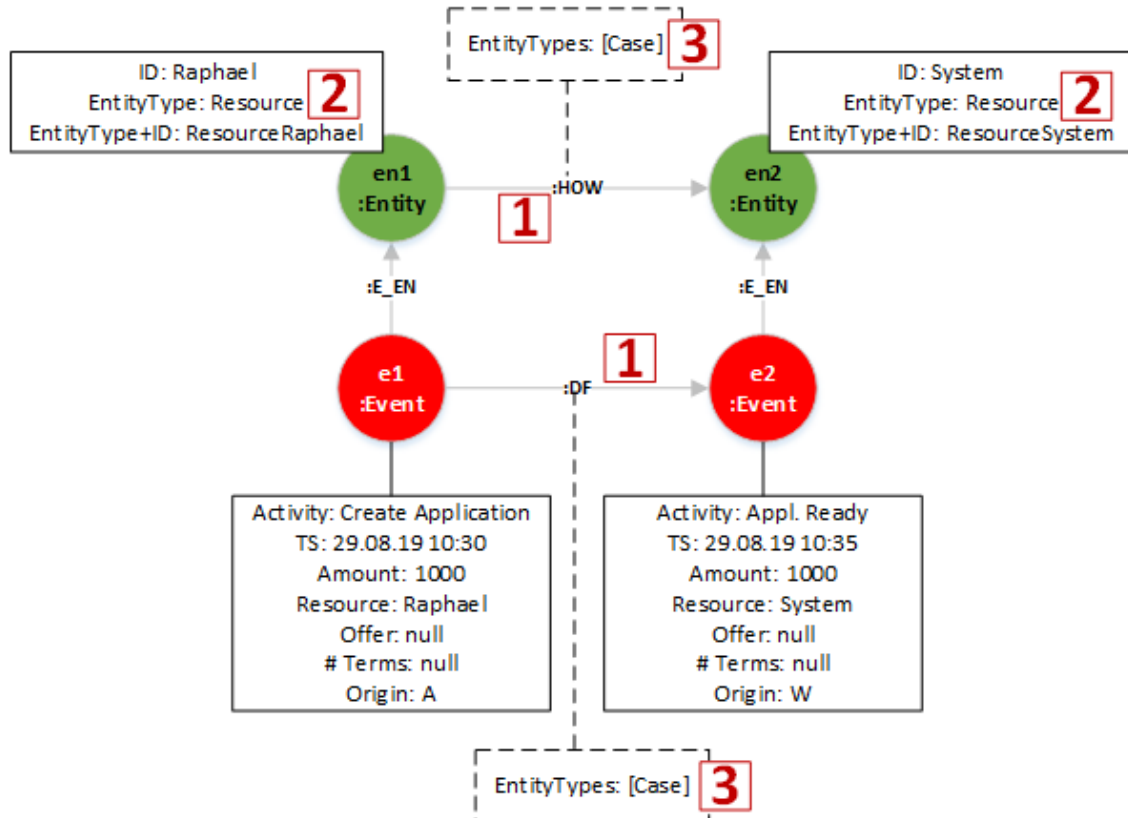 EntityTypes: [Case]
3
ID: Raphael
EntityType: Resource
EntityType+ID: ResourceRaphael
2
ID: System
EntityType: Resource
EntityType+ID: ResourceSystem
2
en1
:Entity
:HOW
1
en2
:Entity
:E_EN
:E_EN
e1
:Event
:DF
1
e2
:Event
Activity: Create Application
TS: 29.08.19 10:30
Amount: 1000
Resource: Raphael
Offer: null
# Terms: null
Origin: A
Activity: Appl. Ready
TS: 29.08.19 10:35
Amount: 1000
Resource: System
Offer: null
# Terms: null
Origin: W
EntityTypes: [Case]
3